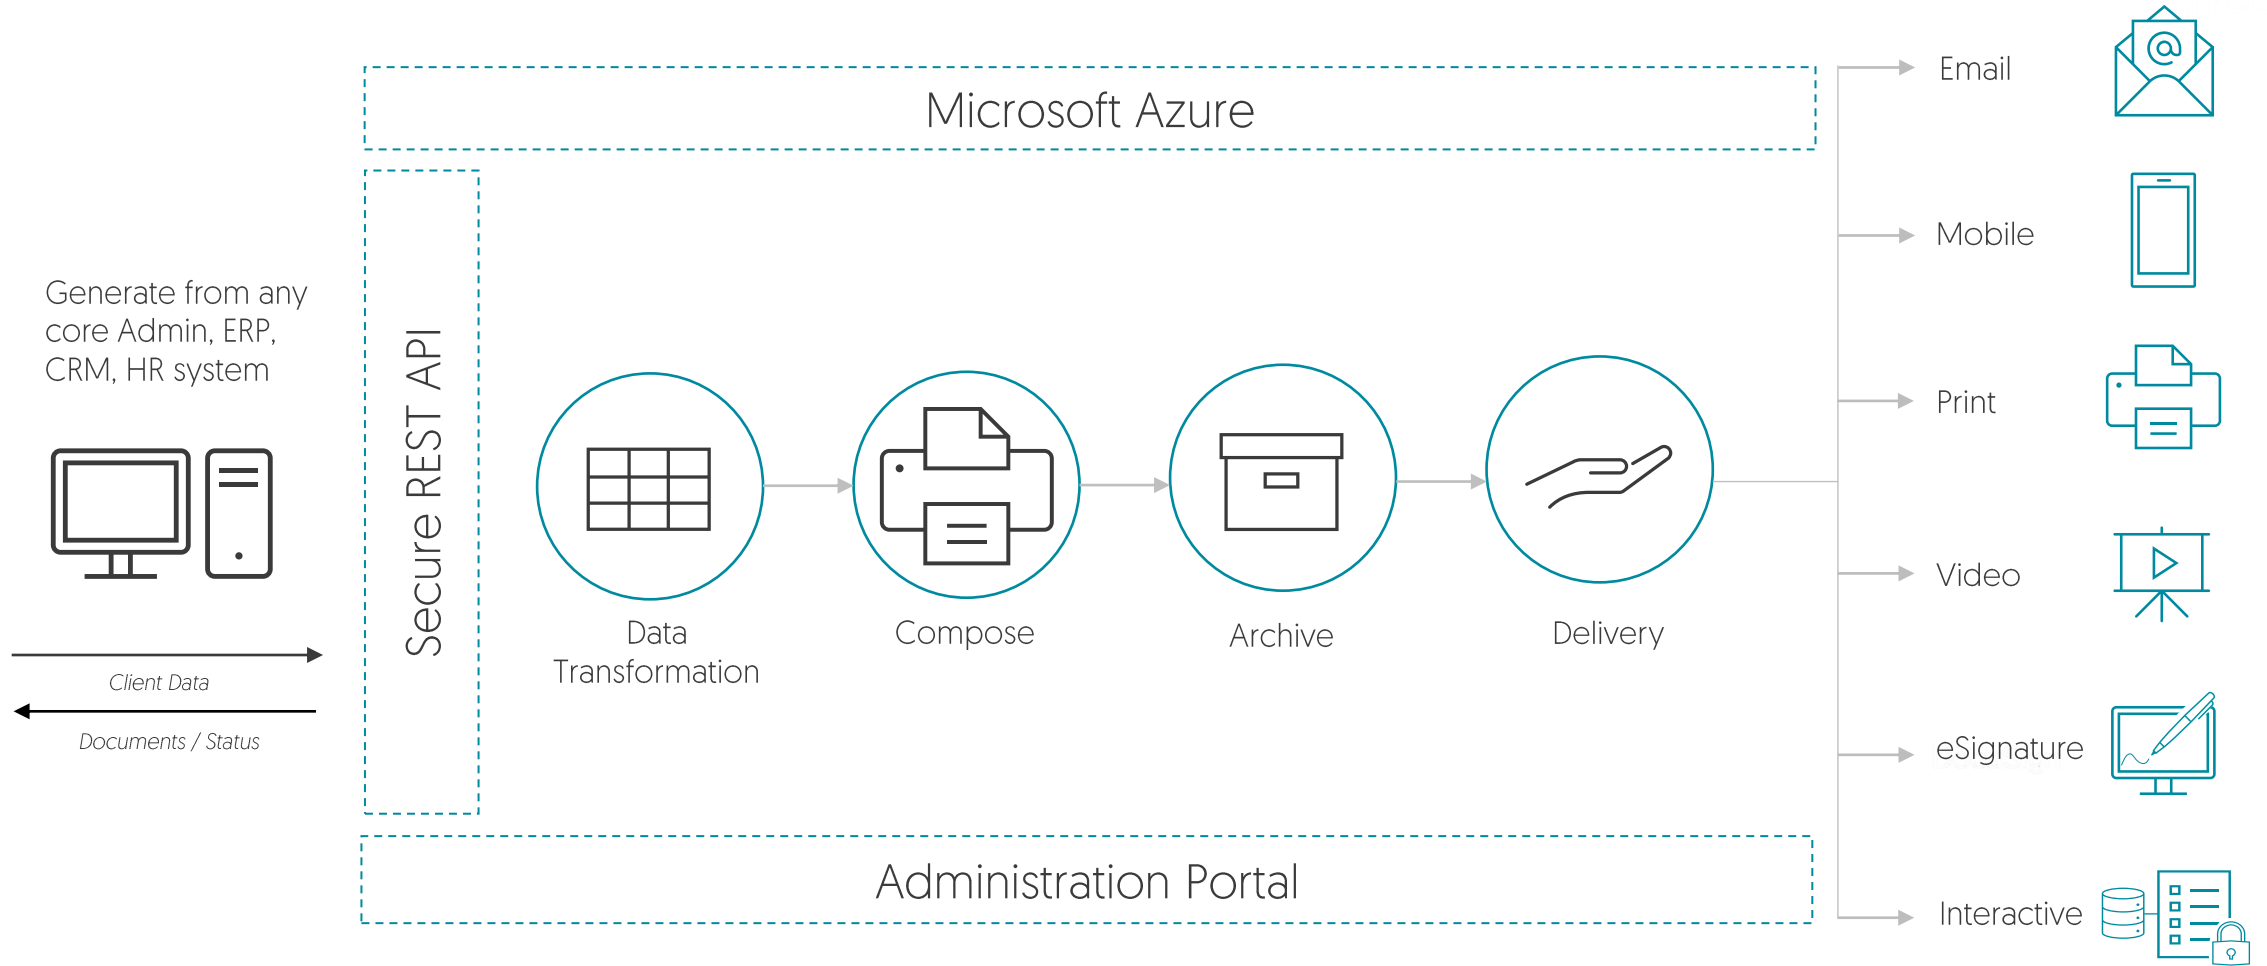 Microsoft Azure
Generate from any
core Admin, ERP,
CRM, HR system
Client Data
Documents / Status
Secure REST API
Data
Transformation
Compose
Archive
Delivery
Administration Portal
Email
@
Mobile
Print
Video
eSignature
Interactive